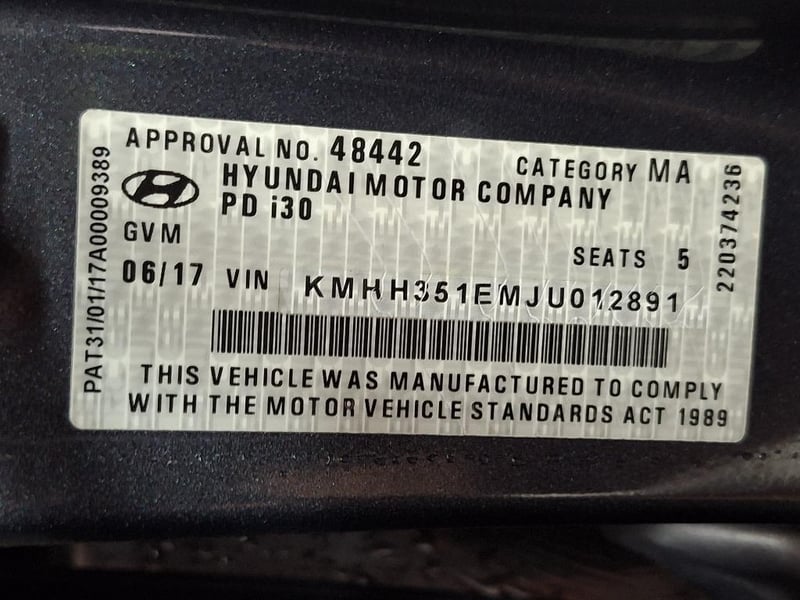 APPROVAL NO. 48442
CATEGORY MA
HYUNDAI MOTOR COMPANY
PD i30
GVM
SEATS 5
06/17 VIN KMHH351EMJU012891
THIS VEHICLE WAS MANUFACTURED TO COMPLY
WITH THE MOTOR VEHICLE STANDARDS ACT 1989
PAT31/01/17A00009389
220374236